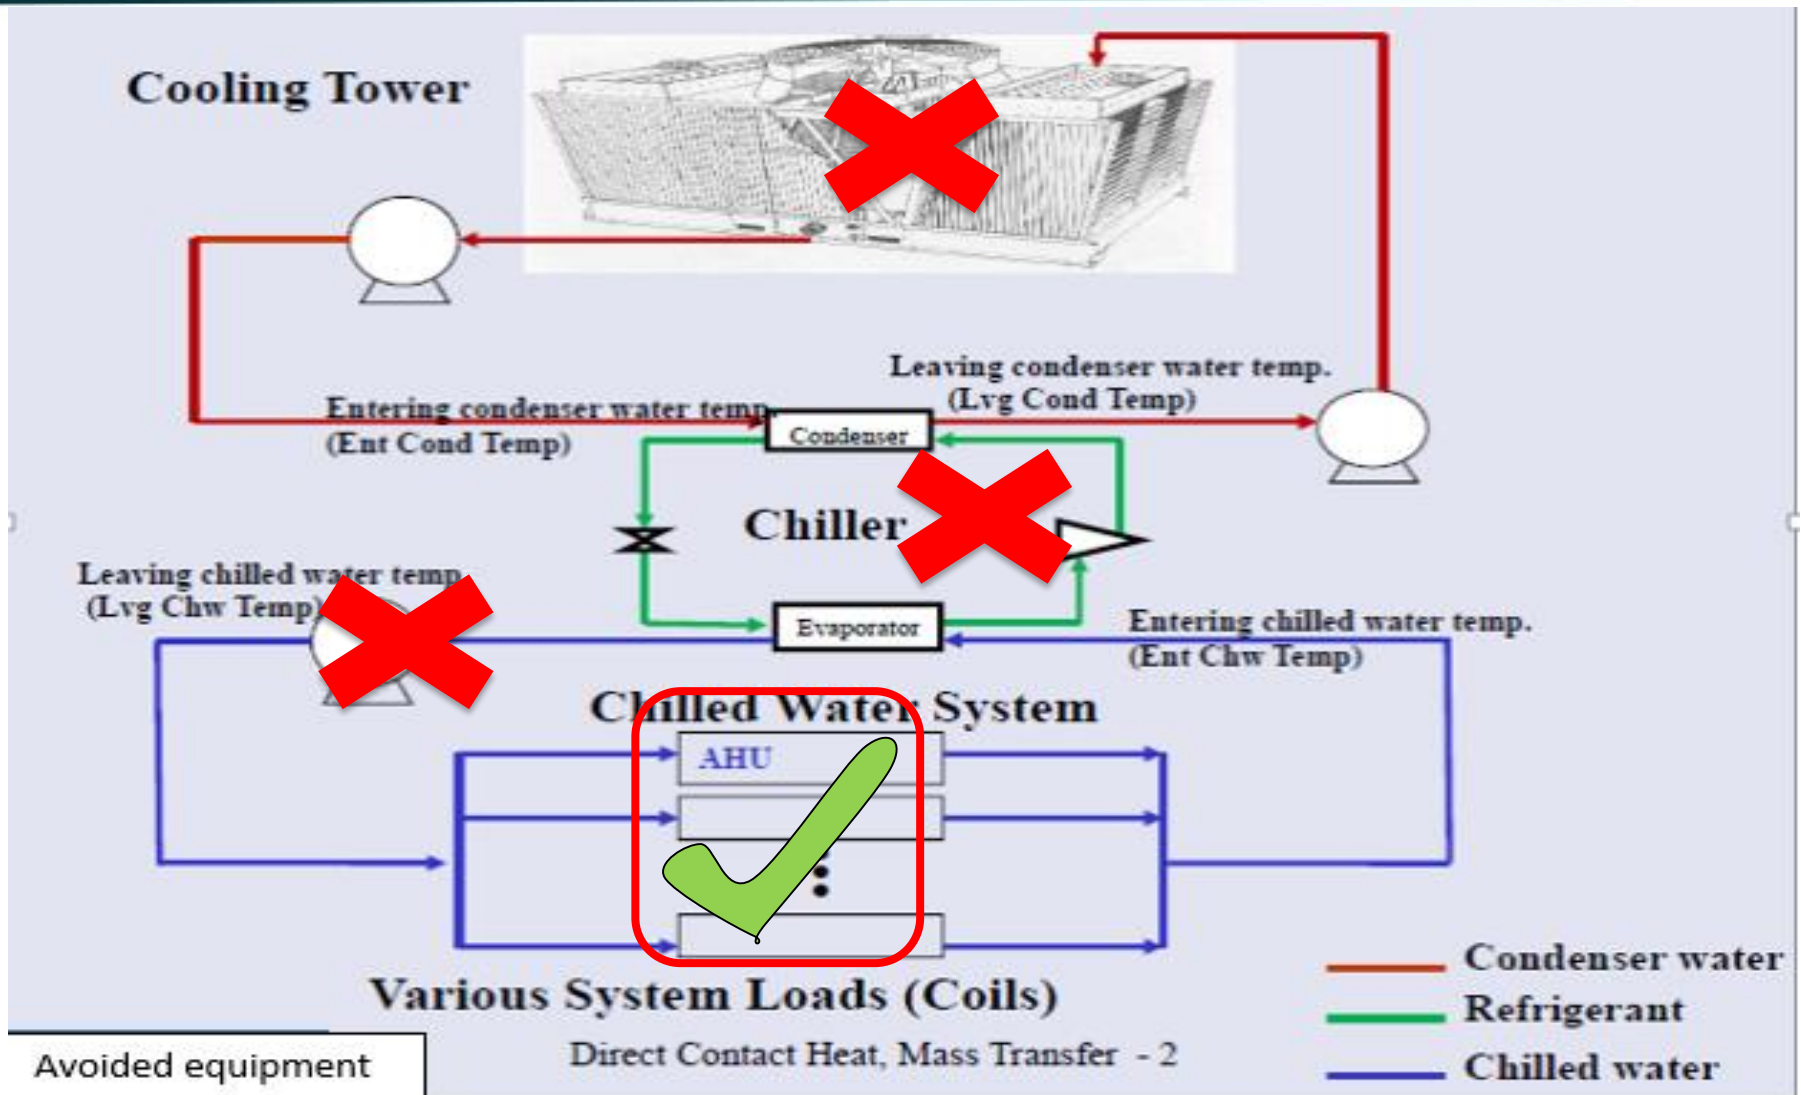 Cooling Tower
Leaving condenser water temp.
(Lvg Cond Temp)
Entering condenser water temp.
(Ent Cond Temp)
Condenser
Chiller
Leaving chilled water temp
(Lvg Chw Temp)
Evaporator
Entering chilled water temp.
(Ent Chw Temp)
Chilled Water System
AHU
Various System Loads (Coils)
Condenser water
Refrigerant
Chilled water
Direct Contact Heat, Mass Transfer - 2
Avoided equipment